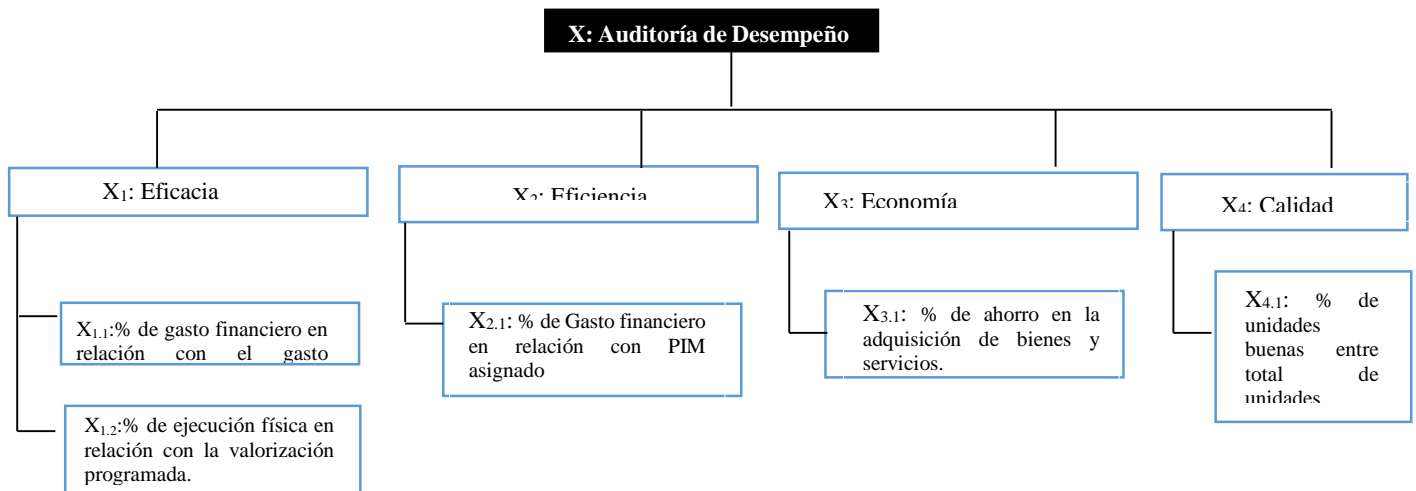 X: Auditoría de Desempeño
X1: Eficacia
X2: Eficiencia
X3: Economía
X4: Calidad
X1.1:% de gasto financiero en
relación con el gasto
X1.2:% de ejecución física en
relación con la valorización
programada.
X2.1: % de Gasto financiero
en relación con PIM
asignado
X3.1: % de ahorro en la
adquisición de bienes y
servicios.
X4.1: % de
unidades
buenas entre
total de
unidades